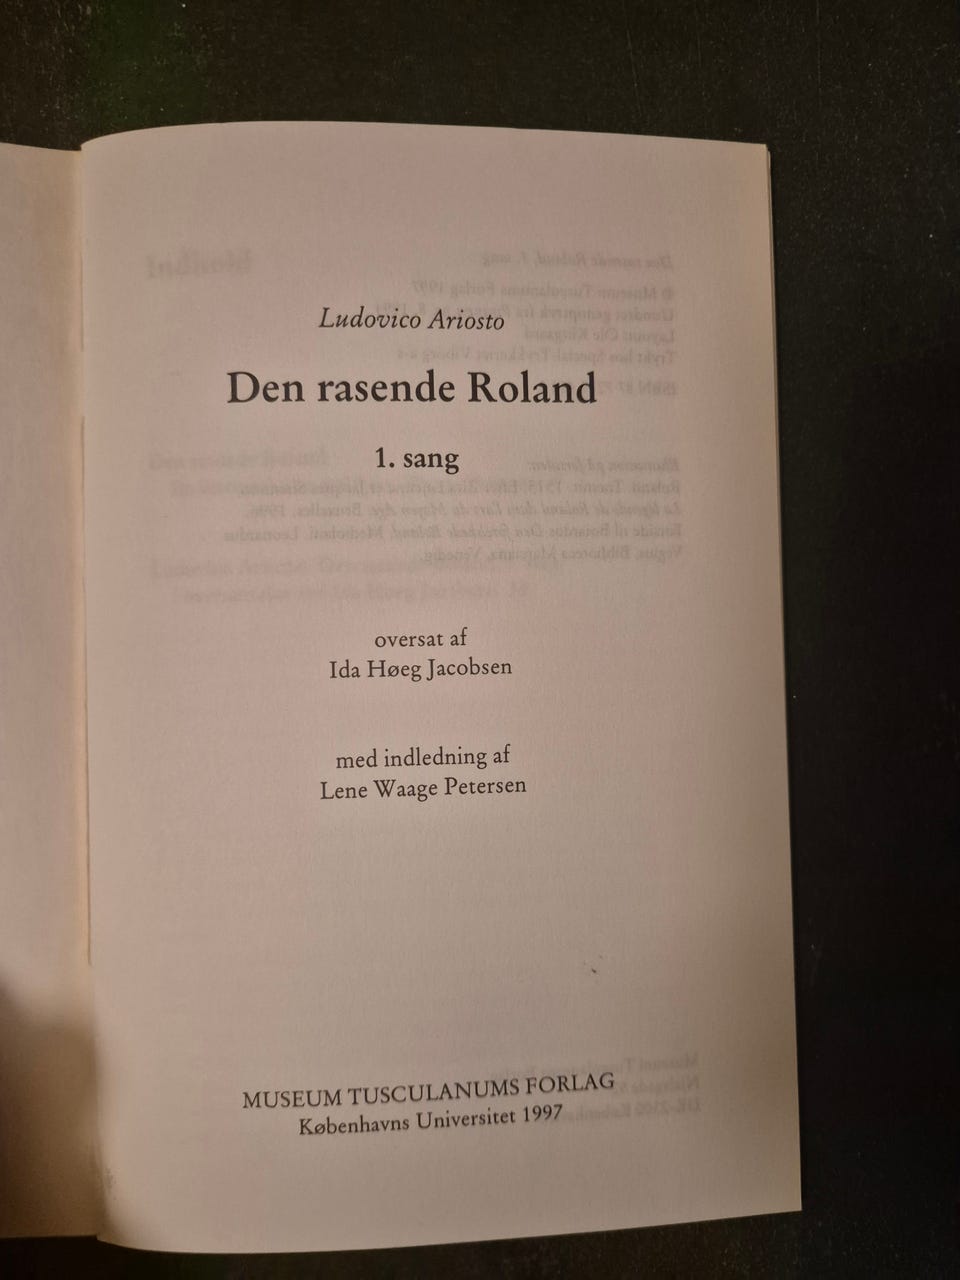 Ludovico Ariosto
Den rasende Roland
1. sang
oversat af
Ida Høeg Jacobsen
med indledning af
Lene Waage Petersen
MUSEUM TUSCULANUMS FORLAG
Københavns Universitet 1997